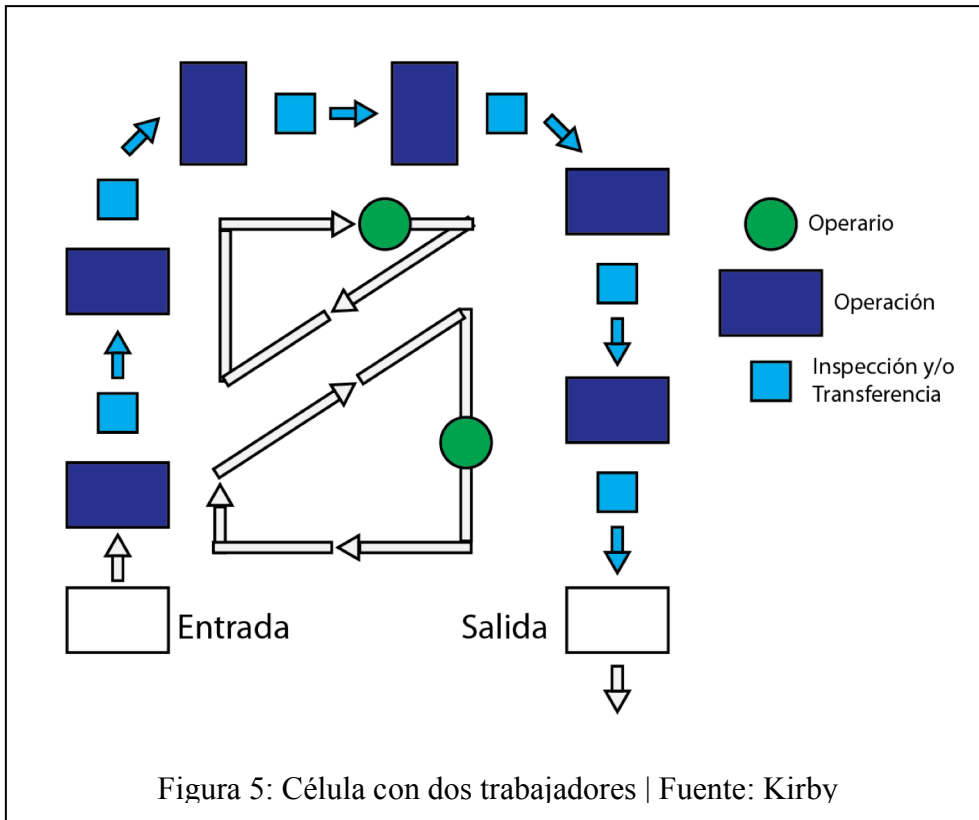 Operario
Operación
Inspección y/o
Transferencia
Entrada
Salida
Figura 5: Célula con dos trabajadores | Fuente: Kirby